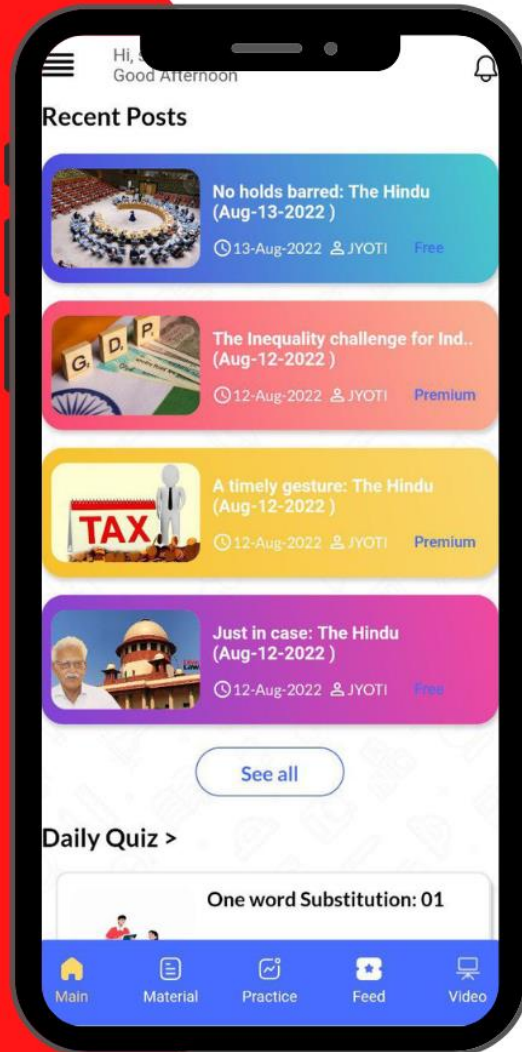 Hi,
Good Afternoon
Recent Posts
No holds barred: The Hindu
(Aug-13-2022 )
13-Aug-2022 JYOTI Free
G. D. P.
The Inequality challenge for Ind..
(Aug-12-2022 )
12-Aug-2022 JYOTI Premium
TAX
A timely gesture: The Hindu
(Aug-12-2022 )
12-Aug-2022 JYOTI Premium
Just in case: The Hindu
(Aug-12-2022 )
12-Aug-2022 JYOTI Free
See all
Daily Quiz >
One word Substitution: 01
Main Material Practice Feed Video